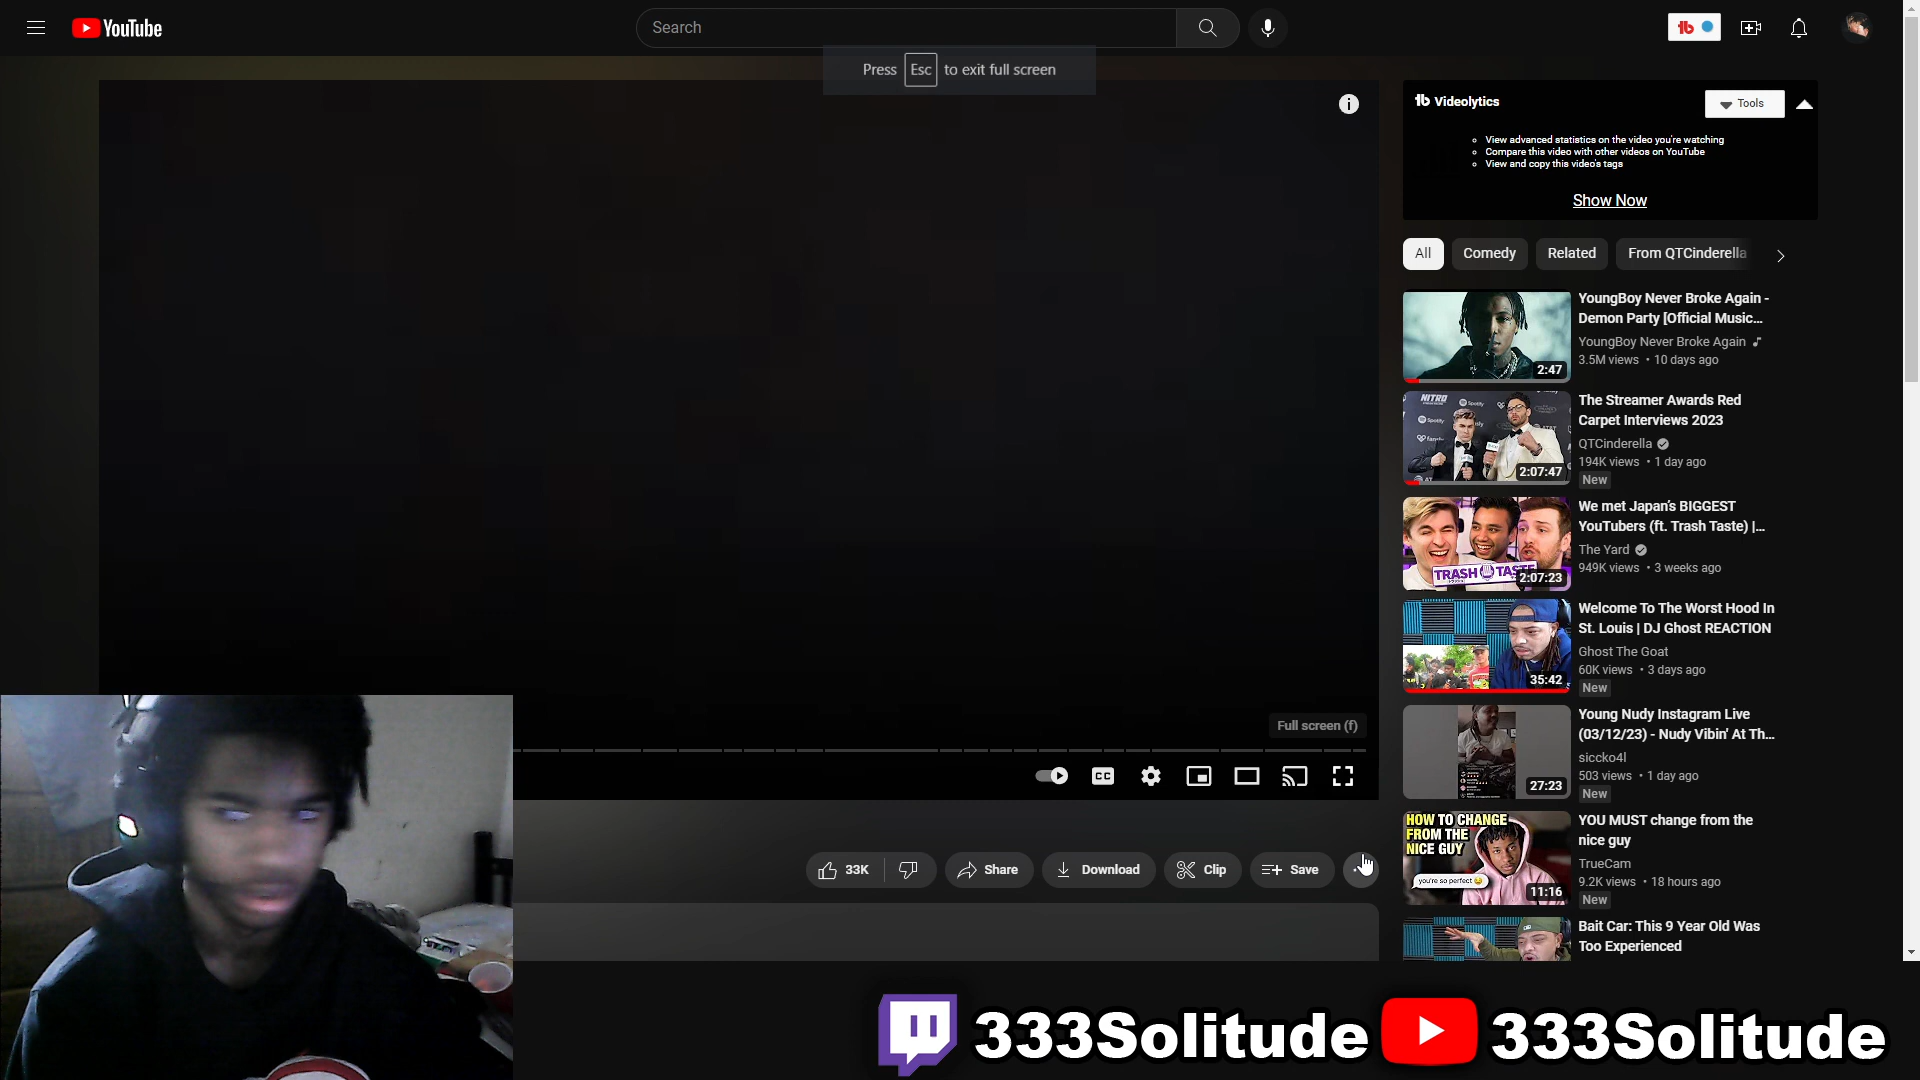 YouTube
Search
Press Esc to exit full screen
Videolytics
Tools
View advanced statistics on the video you're watching
Compare this video with other videos on YouTube
View and copy this video's tags
Show Now
All
Comedy
Related
From QTCinderella
YoungBoy Never Broke Again -
Demon Party [Official Music...
YoungBoy Never Broke Again
3.5M views • 10 days ago
2:47
The Streamer Awards Red
Carpet Interviews 2023
QTCinderella
194K views • 1 day ago
New
NITRO
Spotify
2:07:47
We met Japan's BIGGEST
YouTubers (ft. Trash Taste) |...
The Yard
949K views • 3 weeks ago
TRASH TASTE
2:07:23
Welcome To The Worst Hood In
St. Louis | DJ Ghost REACTION
Ghost The Goat
60K views • 3 days ago
New
35:42
Young Nudy Instagram Live
(03/12/23) - Nudy Vibin' At Th...
siccko4l
503 views • 1 day ago
New
27:23
YOU MUST change from the
nice guy
TrueCam
9.2K views • 18 hours ago
New
HOW TO CHANGE
FROM THE
NICE GUY
you're so perfect
11:16
Bait Car: This 9 Year Old Was
Too Experienced
Full screen (f)
CC
33K
Share
Download
Clip
Save
333Solitude
333Solitude